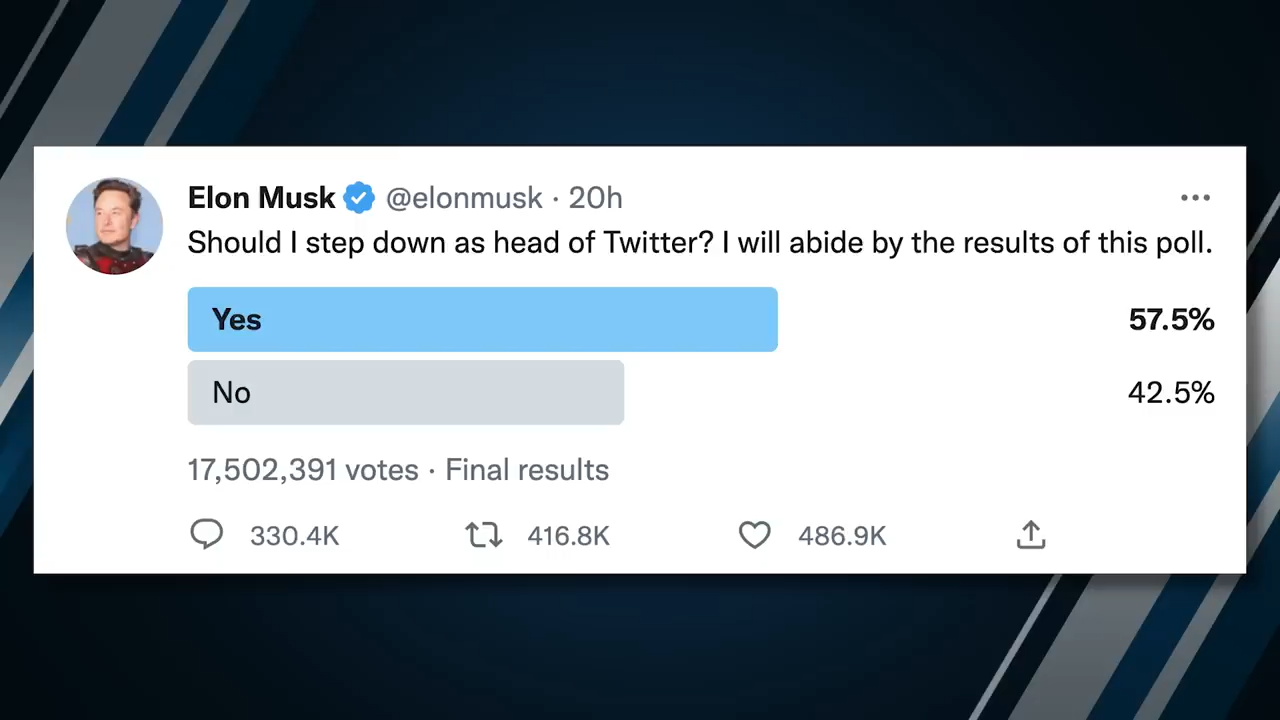 Elon Musk @elonmusk · 20h
Should I step down as head of Twitter? I will abide by the results of this poll.
Yes 57.5%
No 42.5%
17,502,391 votes · Final results
330.4K 416.8K 486.9K